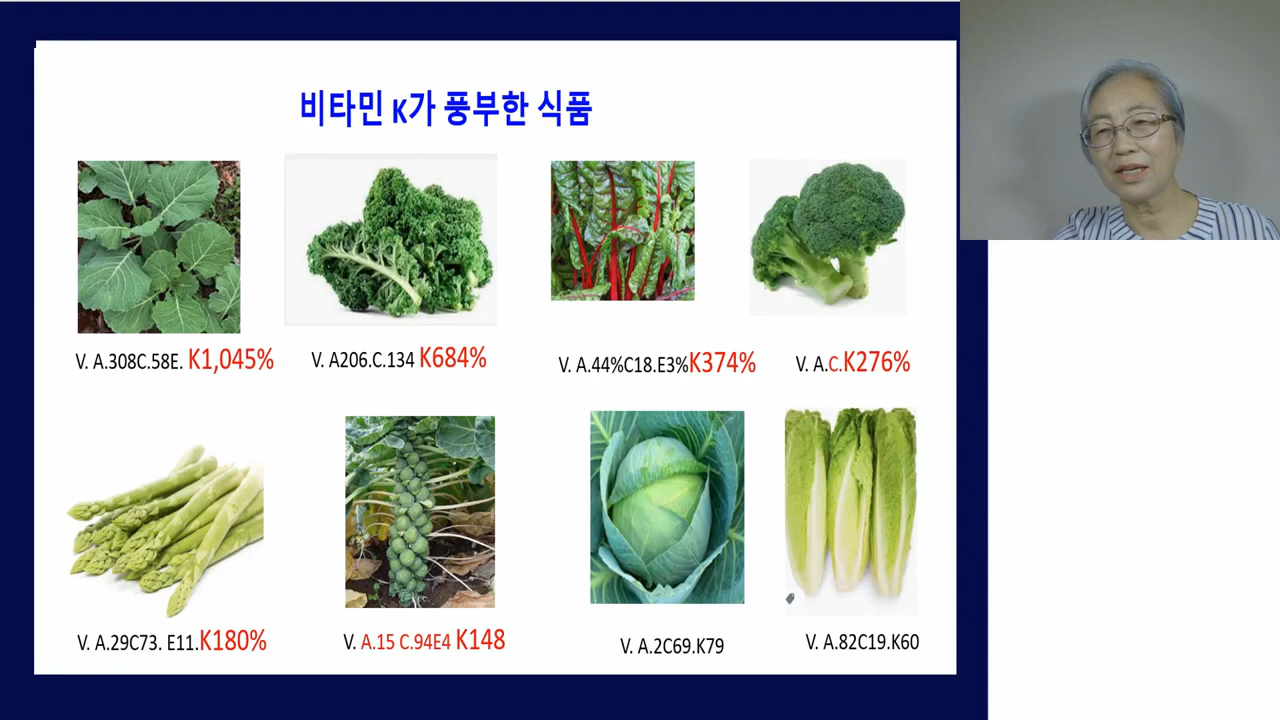 비타민 K가 풍부한 식품
V. A.308C.58E. K1,045%
V. A206.C.134 K684%
V. A.44%C18.E3%K374%
V. A.C.K276%
V. A.29C73. E11.K180%
V. A.15 C.94E4 K148
V. A.2C69.K79
V. A.82C19.K60